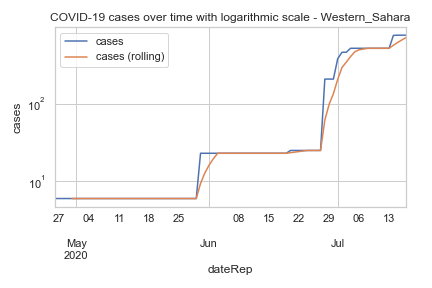 COVID-19 cases over time with logarithmic scale - Western_Sahara
cases
cases (rolling)
cases
10²
10¹
27 04 11 18 25 08 15 22 29 06 13
May Jun Jul
2020
dateRep